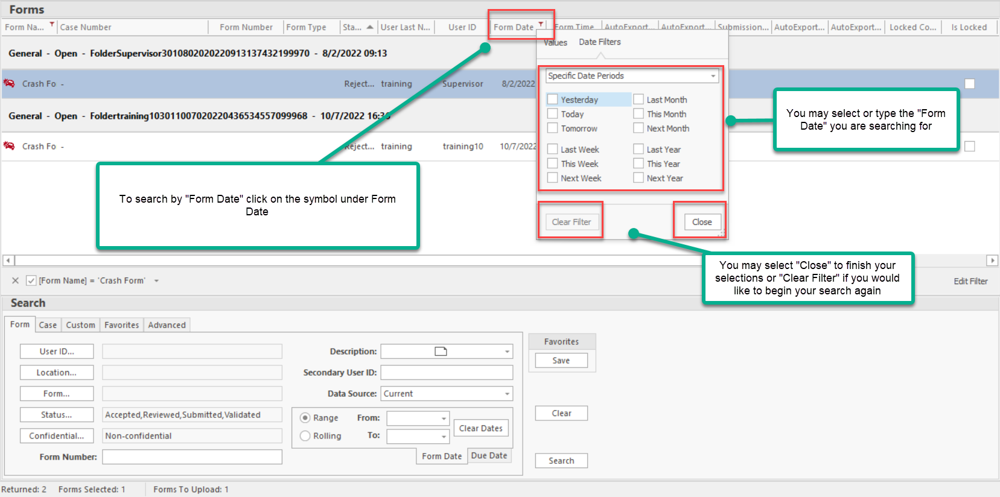 Forms
Form Na... Case Number Form Number Form Type Sta... User Last N... User ID Form Date Form Time AutoExport... AutoExport... Submission... AutoExport... AutoExport... Locked Co... Is Locked
Values Date Filters
General - Open - FolderSupervisor30108020202209131374321999​70 - 8/2/2022 09:13
Specific Date Periods
Crash Fo - Reject... training Supervisor 8/2/2022
Yesterday Last Month
Today This Month
Tomorrow Next Month
Last Week Last Year
This Week This Year
Next Week Next Year
Clear Filter Close
You may select or type the "Form
Date" you are searching for
General - Open - Foldertraining10301100702022043653455709​9968 - 10/7/2022 16:36
Crash Fo - Reject... training training10 10/7/2022
To search by "Form Date" click on the symbol under Form
Date
You may select "Close" to finish your
selections or "Clear Filter" if you would
like to begin your search again
[Form Name] = 'Crash Form' Edit Filter
Search
Form Case Custom Favorites Advanced
User ID... Description:
Location... Secondary User ID:
Form... Data Source: Current
Status... Accepted,Reviewed,Submitted,Validated
Confidential... Non-confidential
Form Number:
Range From:
Rolling To:
Clear Dates
Form Date Due Date
Favorites
Save
Clear
Search
Returned: 2 Forms Selected: 1 Forms To Upload: 1